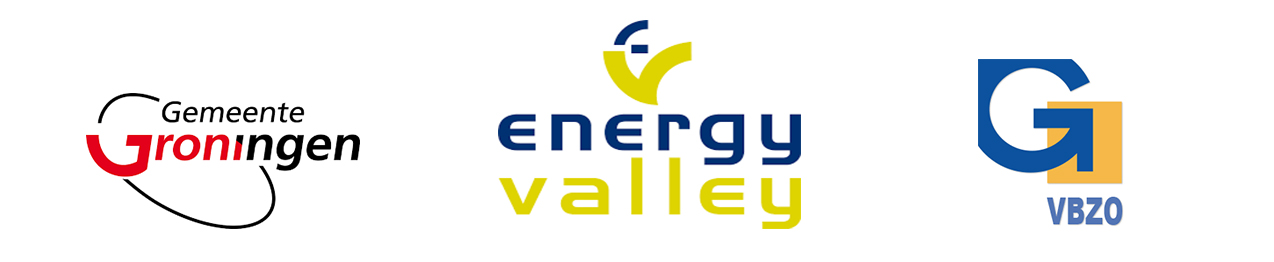 Gemeente
Groningen
energy
valley
G
VBZO